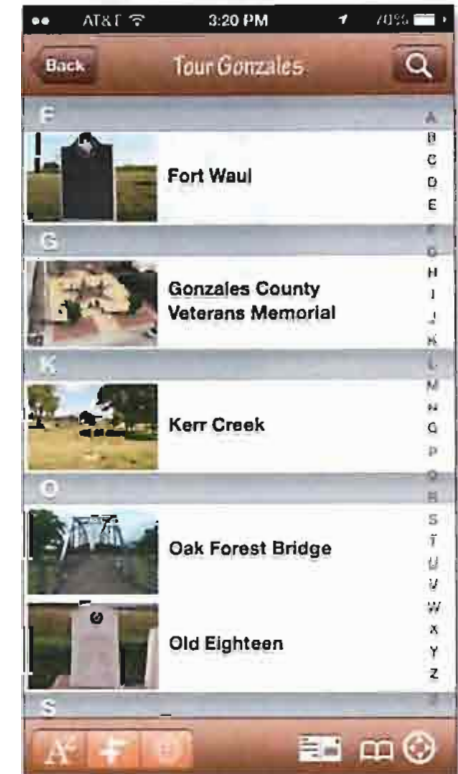 AT&T 3:20 PM 70%
Back Tour Gonzales
F
Fort Waul
G
Gonzales County
Veterans Memorial
K
Kerr Creek
O
Oak Forest Bridge
Old Eighteen
S
A
B
C
D
E
F
G
H
I
J
K
L
M
N
O
P
Q
R
S
T
U
V
W
X
Y
Z